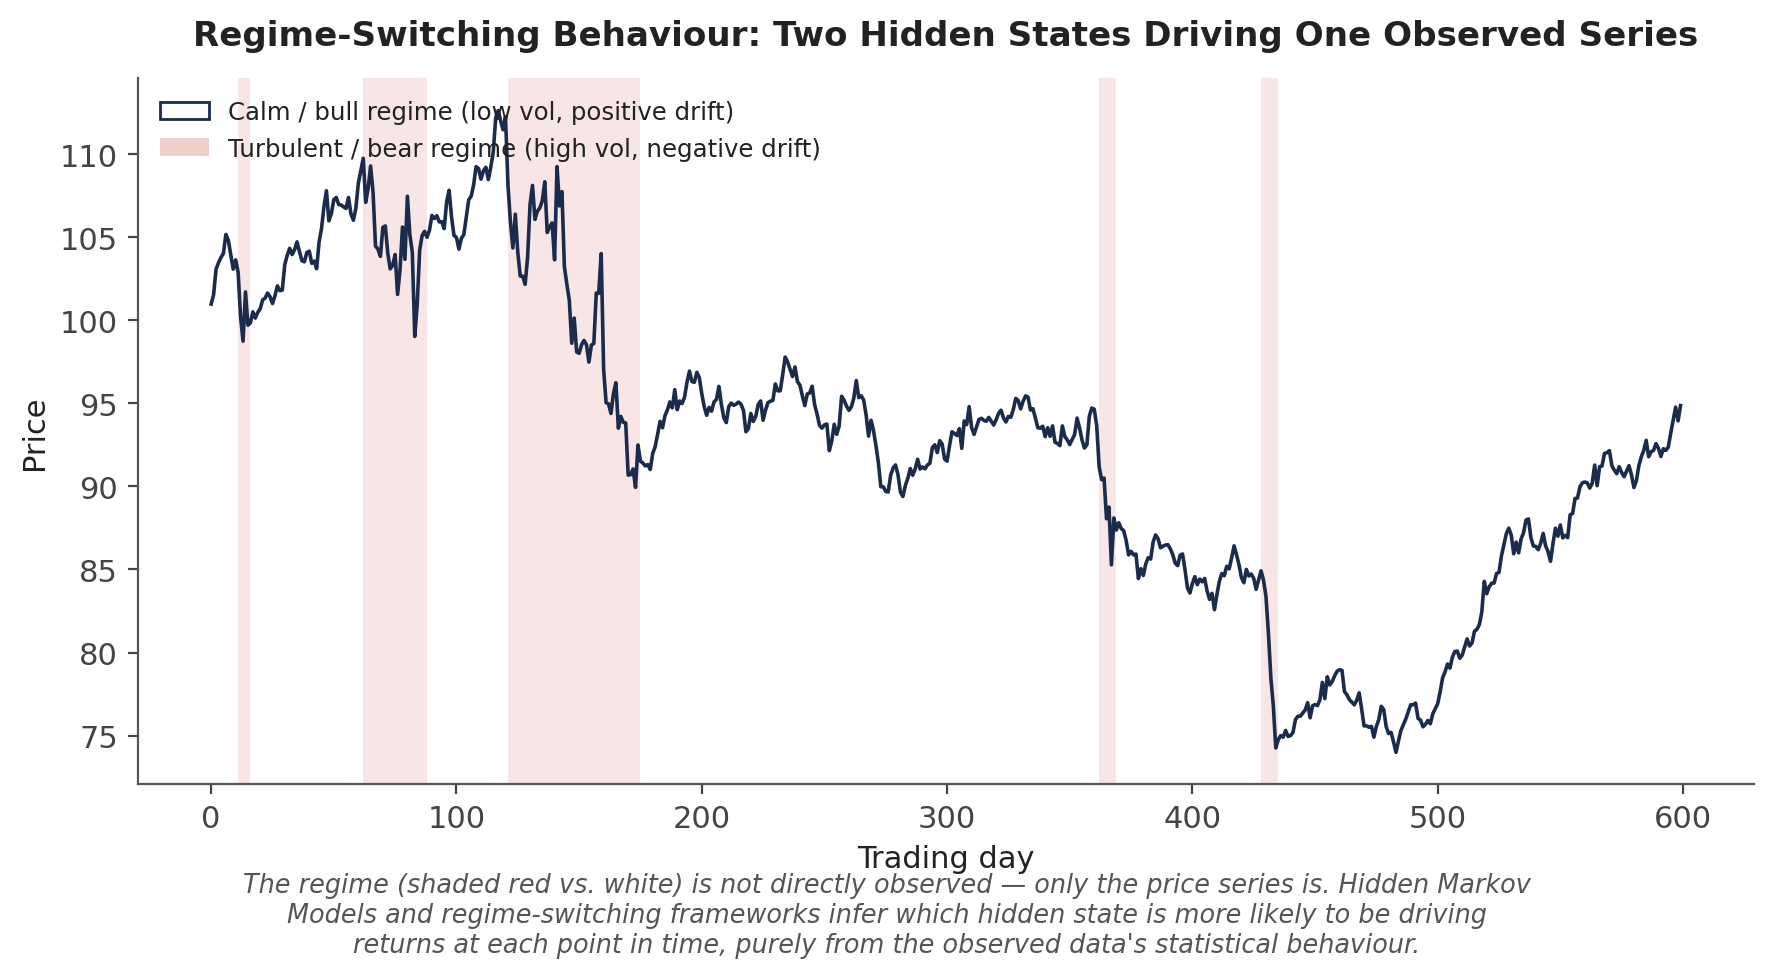 Regime-Switching Behaviour: Two Hidden States Driving One Observed Series
Calm / bull regime (low vol, positive drift)
Turbulent / bear regime (high vol, negative drift)
110
105
100
95
90
85
80
75
Price
0 100 200 300 400 500 600
Trading day
The regime (shaded red vs. white) is not directly observed — only the price series is. Hidden Markov
Models and regime-switching frameworks infer which hidden state is more likely to be driving
returns at each point in time, purely from the observed data's statistical behaviour.